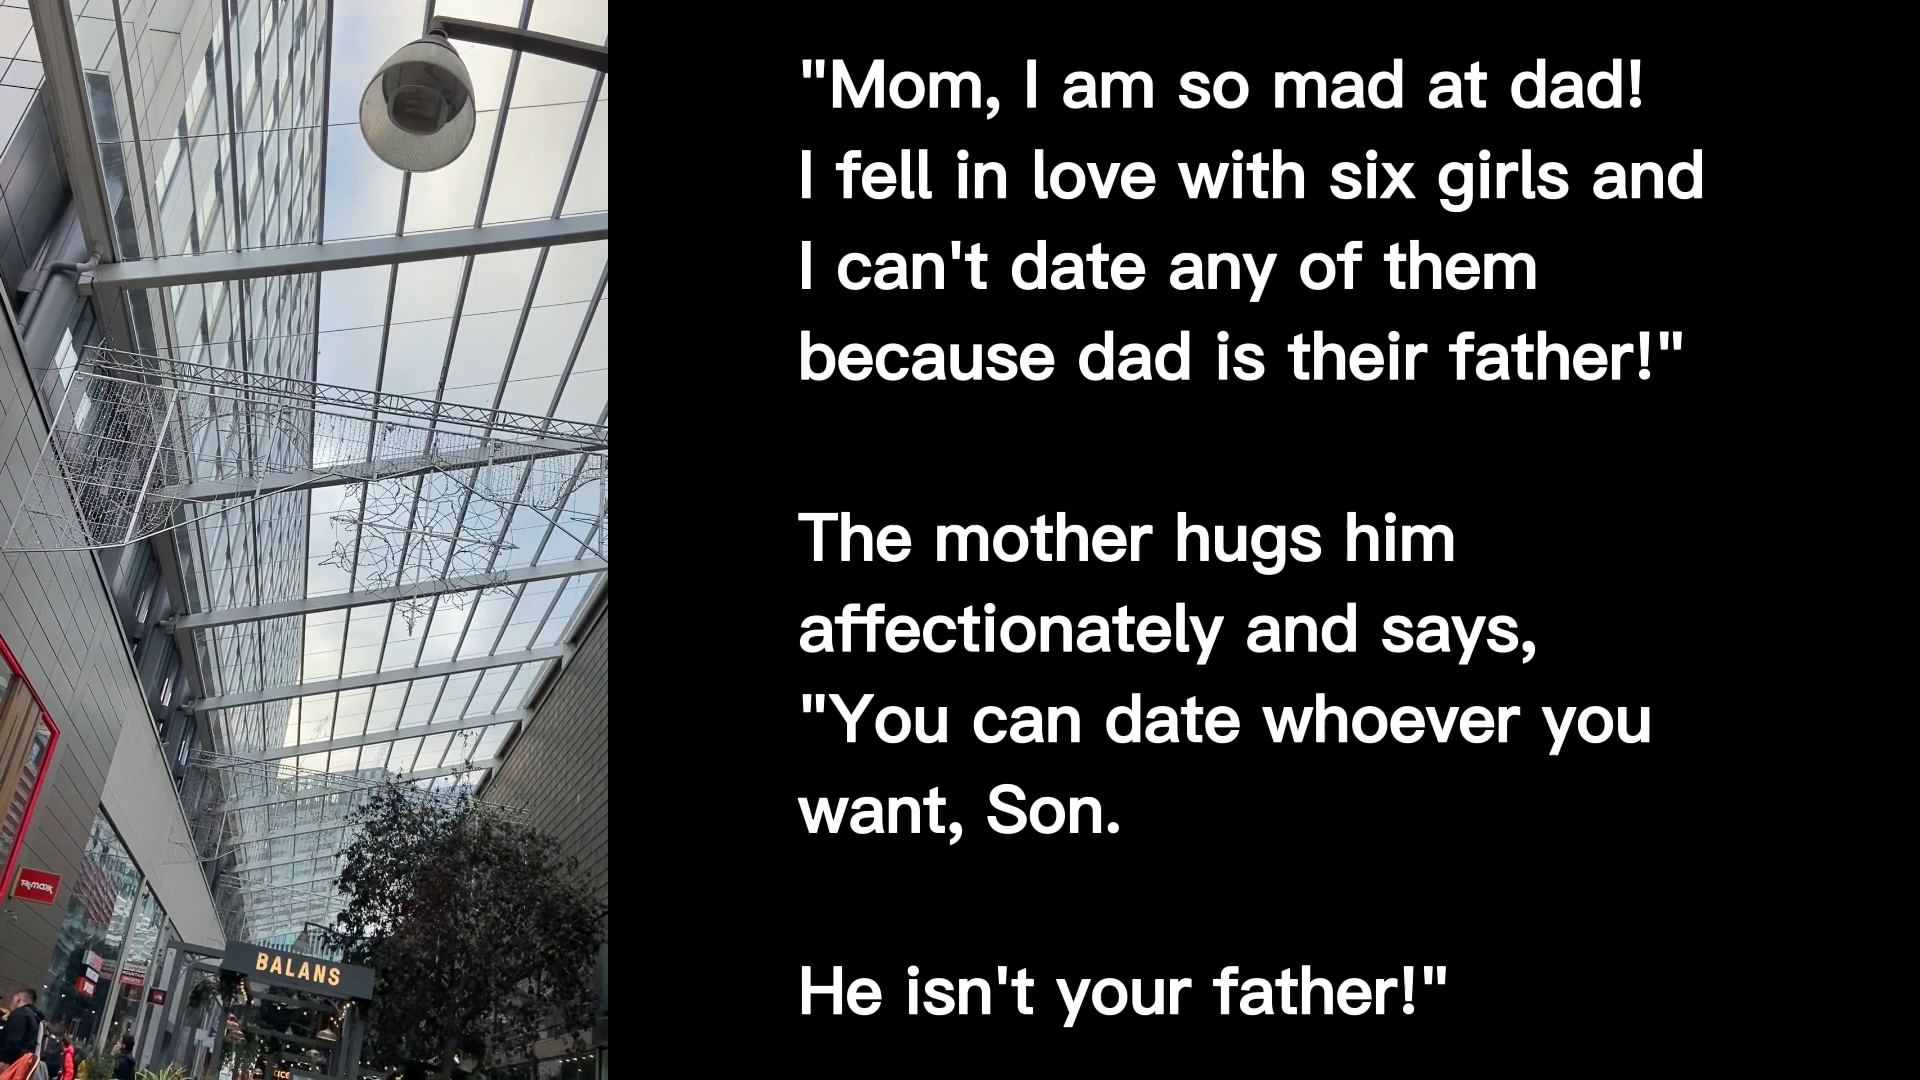 "Mom, I am so mad at dad!
I fell in love with six girls and
I can't date any of them
because dad is their father!"
The mother hugs him
affectionately and says,
"You can date whoever you
want, Son.
He isn't your father!"
TK maxx
BALANS